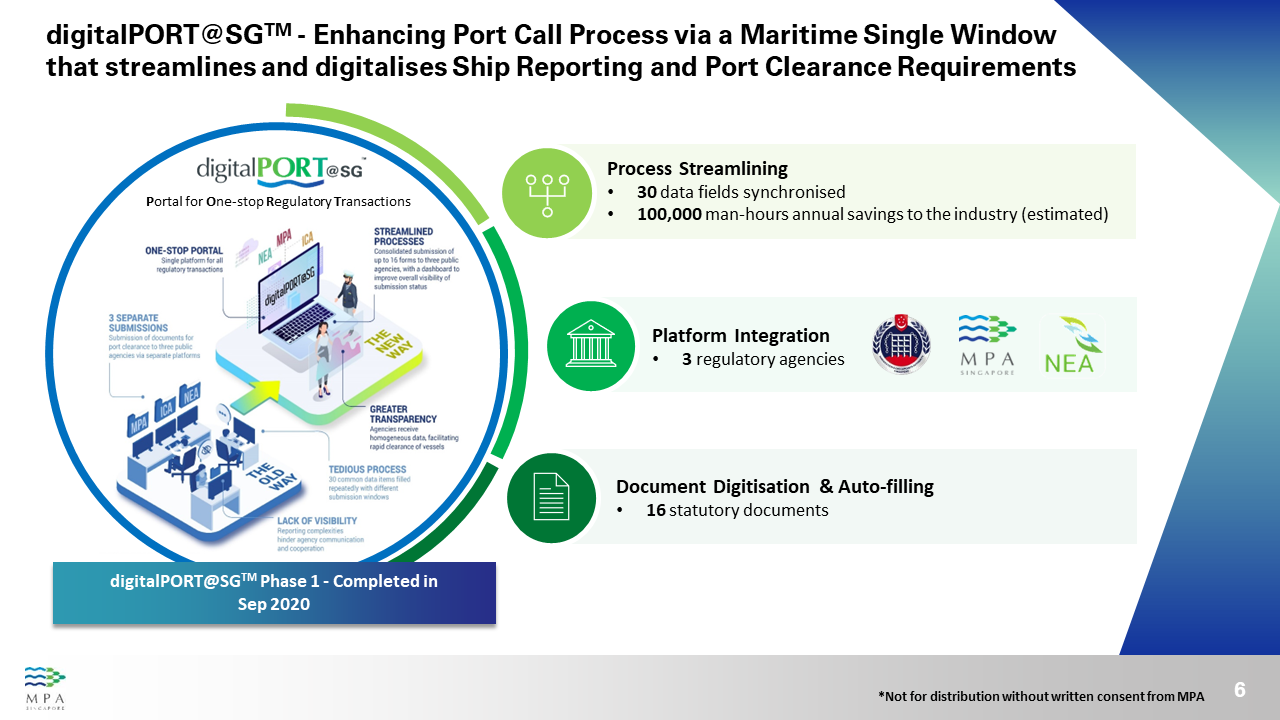 digitalPORT@SG™ - Enhancing Port Call Process via a Maritime Single Window
that streamlines and digitalises Ship Reporting and Port Clearance Requirements
digitalPORT@SG™
Portal for One-stop Regulatory Transactions
ONE-STOP PORTAL
Single platform for all
regulatory transactions
NEA
MPA
ICA
digitalPORT@SG
STREAMLINED
PROCESSES
Consolidated submission of
up to 16 forms to three public
agencies, with a dashboard to
improve overall visibility of
submission status
3 SEPARATE
SUBMISSIONS
Submission of documents for
port clearance to three public
agencies via separate platforms
THE
NEW
WAY
MPA
ICA
NEA
THE
OLD
WAY
GREATER
TRANSPARENCY
Agencies receive
homogeneous data, facilitating
rapid clearance of vessels
TEDIOUS PROCESS
30 common data items filled
repeatedly with different
submission windows
LACK OF VISIBILITY
Reporting complexities
hinder agency communication
and cooperation
digitalPORT@SG™ Phase 1 - Completed in
Sep 2020
Process Streamlining
• 30 data fields synchronised
• 100,000 man-hours annual savings to the industry (estimated)
Platform Integration
• 3 regulatory agencies
MPA
SINGAPORE
NEA
Document Digitisation & Auto-filling
• 16 statutory documents
MPA
SINGAPORE
*Not for distribution without written consent from MPA
6